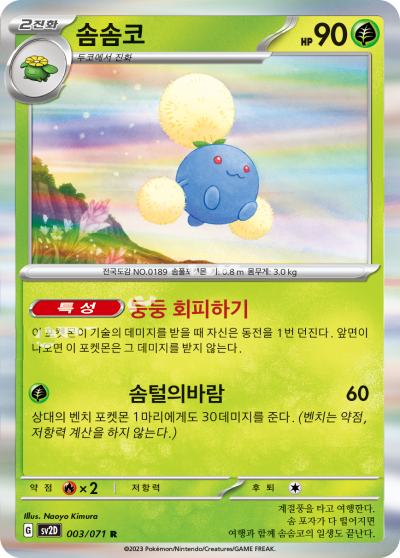 2진화
솜솜코
HP 90
두코에서 진화
전국도감 NO.0189 솜풀포켓몬 키: 0.8 m 몸무게: 3.0 kg
특성 둥둥 회피하기
이 포켓몬이 기술의 데미지를 받을 때 자신은 동전을 1번 던진다. 앞면이
나오면 이 포켓몬은 그 데미지를 받지 않는다.
솜털의바람 60
상대의 벤치 포켓몬 1마리에게도 30데미지를 준다. (벤치는 약점,
저항력 계산을 하지 않는다.)
약점 ×2 저항력 후퇴
Illus. Naoyo Kimura
G SV2D 003/071 R
계절풍을 타고 여행한다.
솜 포자가 다 떨어지면
여행과 함께 솜솜코의 일생도 끝난다.
©2023 Pokémon/Nintendo/Creatures/GAME FREAK.